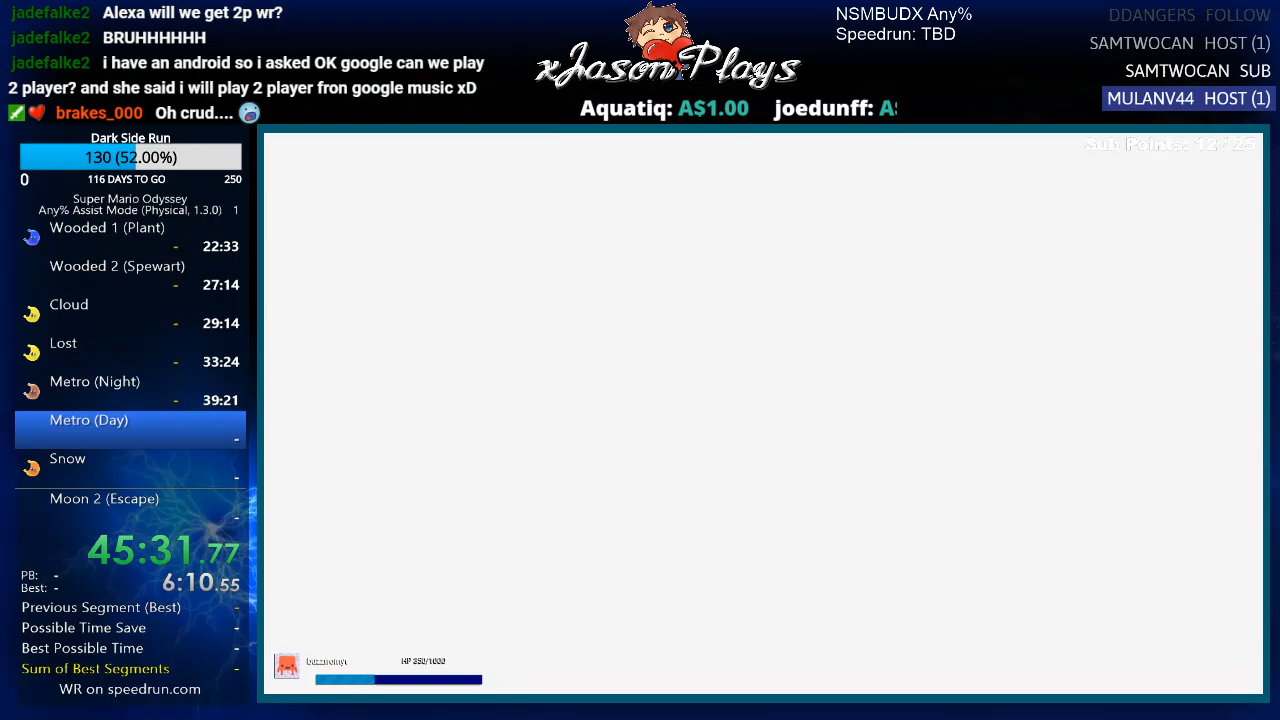 jadefalke2 Alexa will we get 2p wr?
jadefalke2 BRUHHHHHH
jadefalke2 i have an android so i asked OK google can we play
2 player? and she said i will play 2 player fron google music xD
brakes_000 Oh crud....
xJasonPlays
NSMBUDX Any%
Speedrun: TBD
DDANGERS FOLLOW
SAMTWOCAN HOST (1)
SAMTWOCAN SUB
MULANV44 HOST (1)
Aquatiq: A$1.00 joedunff: A$
Sub Points: 12 / 25
Dark Side Run
130 (52.00%)
0 116 DAYS TO GO 250
Super Mario Odyssey
Any% Assist Mode (Physical, 1.3.0) 1
Wooded 1 (Plant)
- 22:33
Wooded 2 (Spewart)
- 27:14
Cloud
- 29:14
Lost
- 33:24
Metro (Night)
- 39:21
Metro (Day)
-
Snow
-
Moon 2 (Escape)
-
45:31.77
PB: -
Best: - 6:10.55
Previous Segment (Best) -
Possible Time Save -
Best Possible Time -
Sum of Best Segments -
WR on speedrun.com